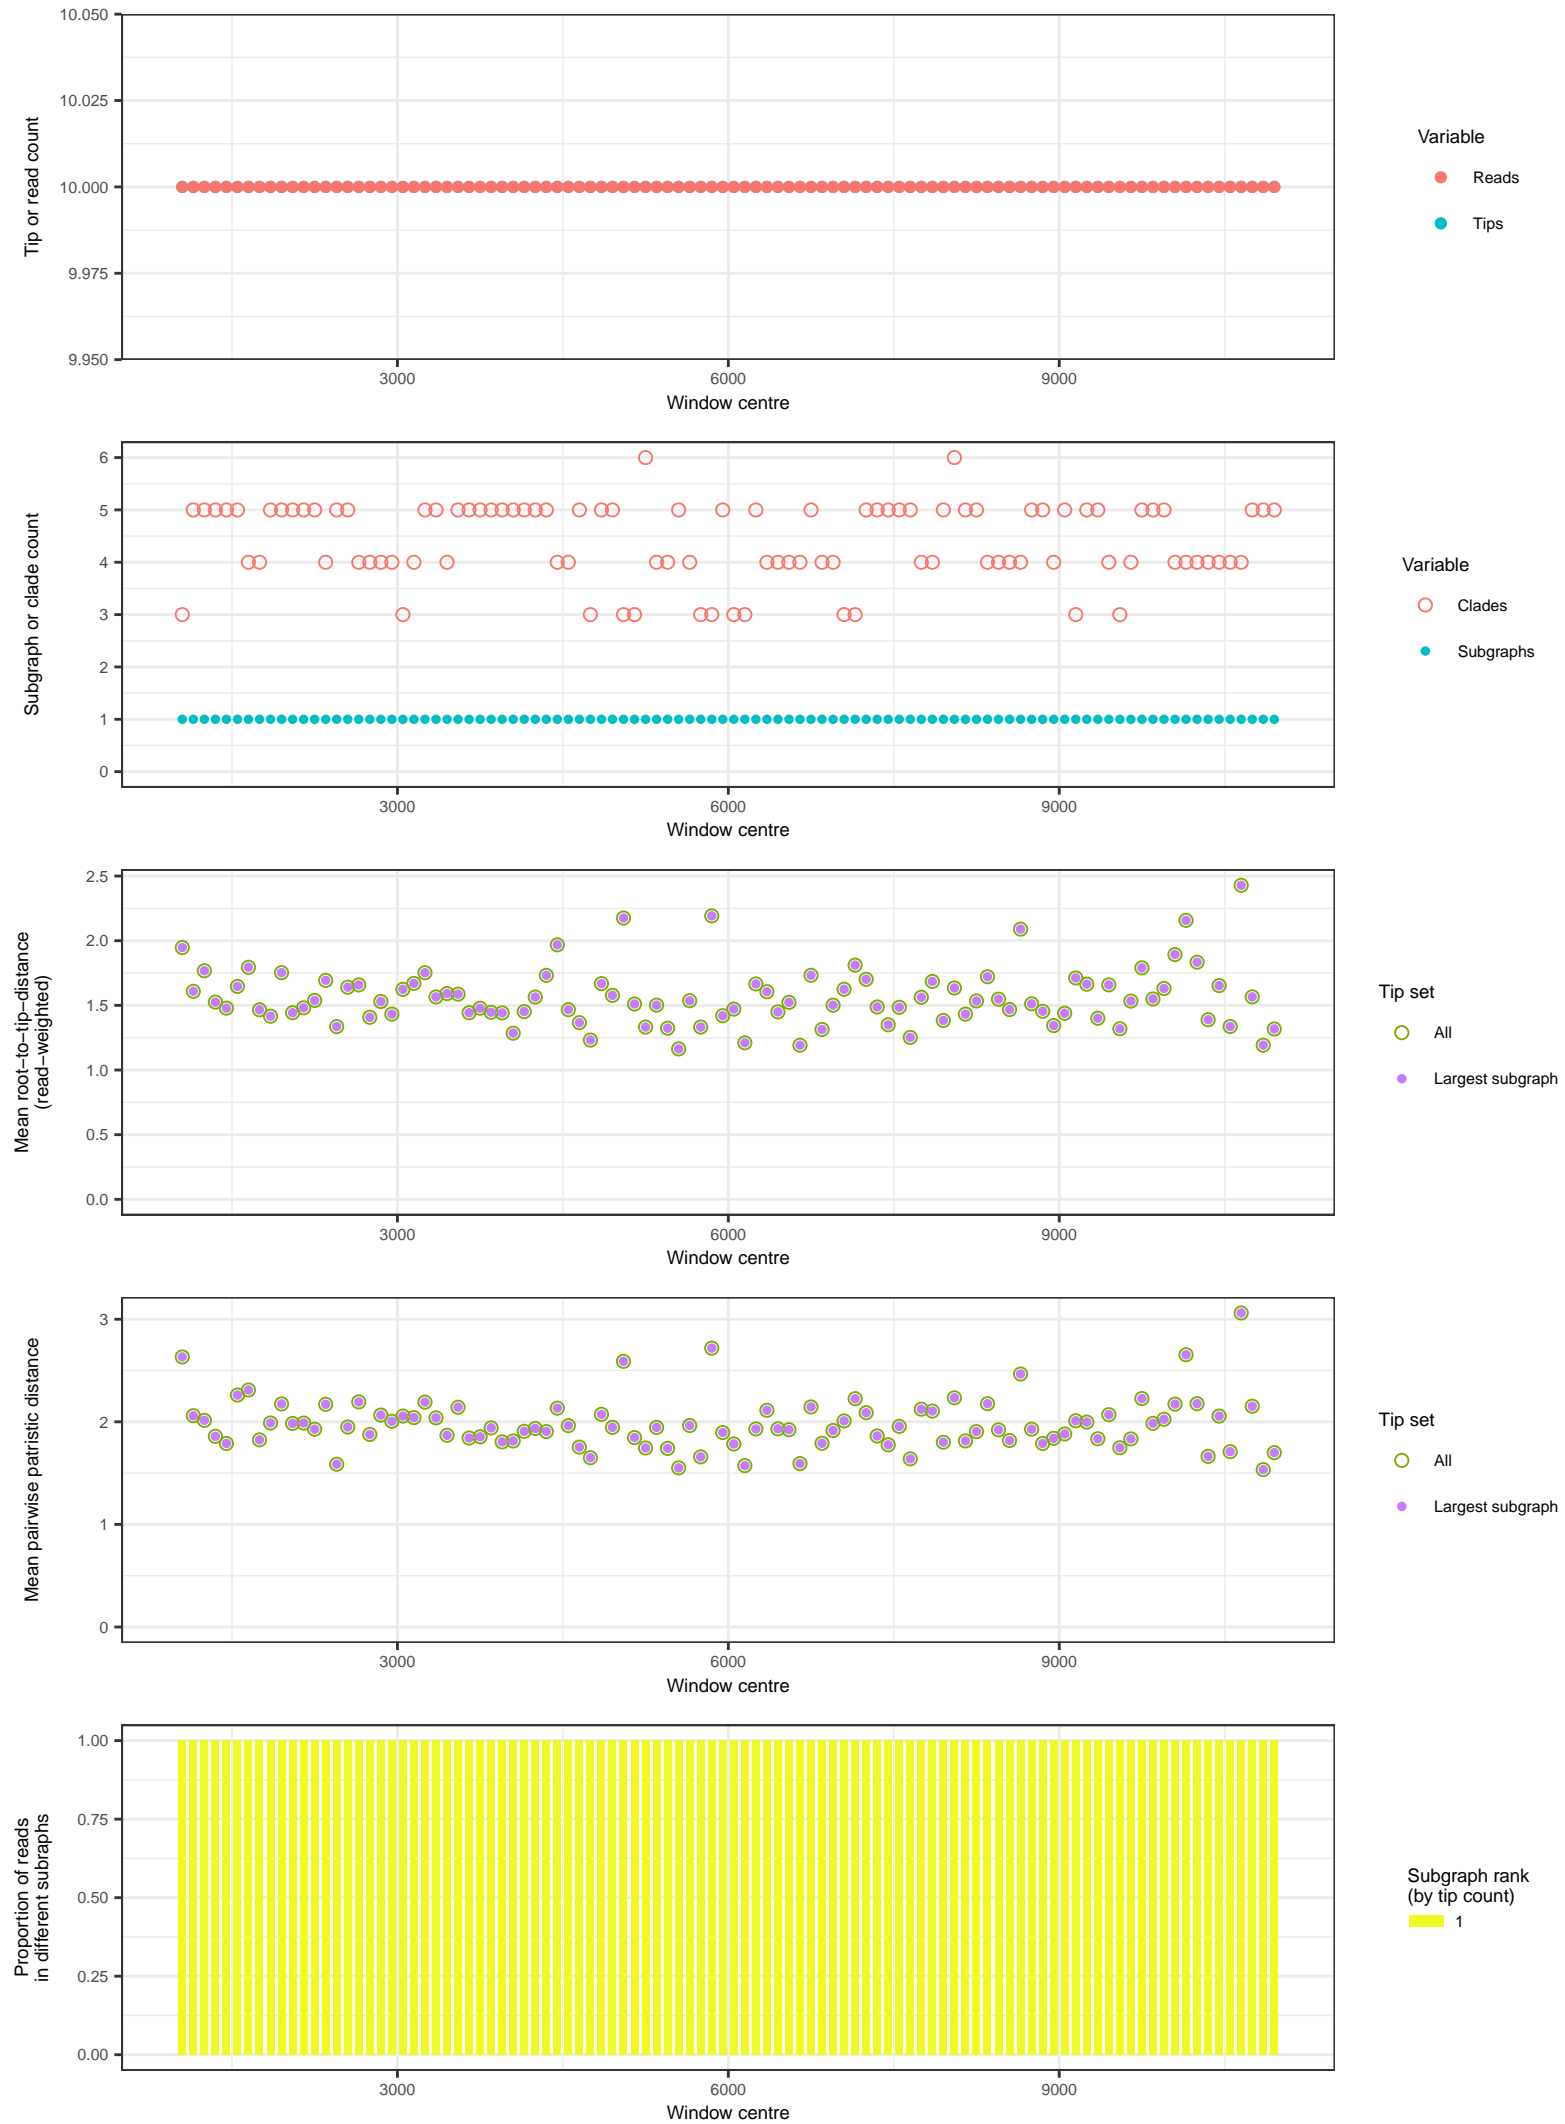 10.050
10.025
10.000
9.975
9.950
Tip or read count
3000
6000
9000
Window centre
Variable
Reads
Tips
6
5
4
3
2
1
0
Subgraph or clade count
3000
6000
9000
Window centre
Variable
Clades
Subgraphs
2.5
2.0
1.5
1.0
0.5
0.0
Mean root−to−tip−distance
(read−weighted)
3000
6000
9000
Window centre
Tip set
All
Largest subgraph
3
2
1
0
Mean pairwise patristic distance
3000
6000
9000
Window centre
Tip set
All
Largest subgraph
1.00
0.75
0.50
0.25
0.00
Proportion of reads
in different subraphs
3000
6000
9000
Window centre
Subgraph rank
(by tip count)
1